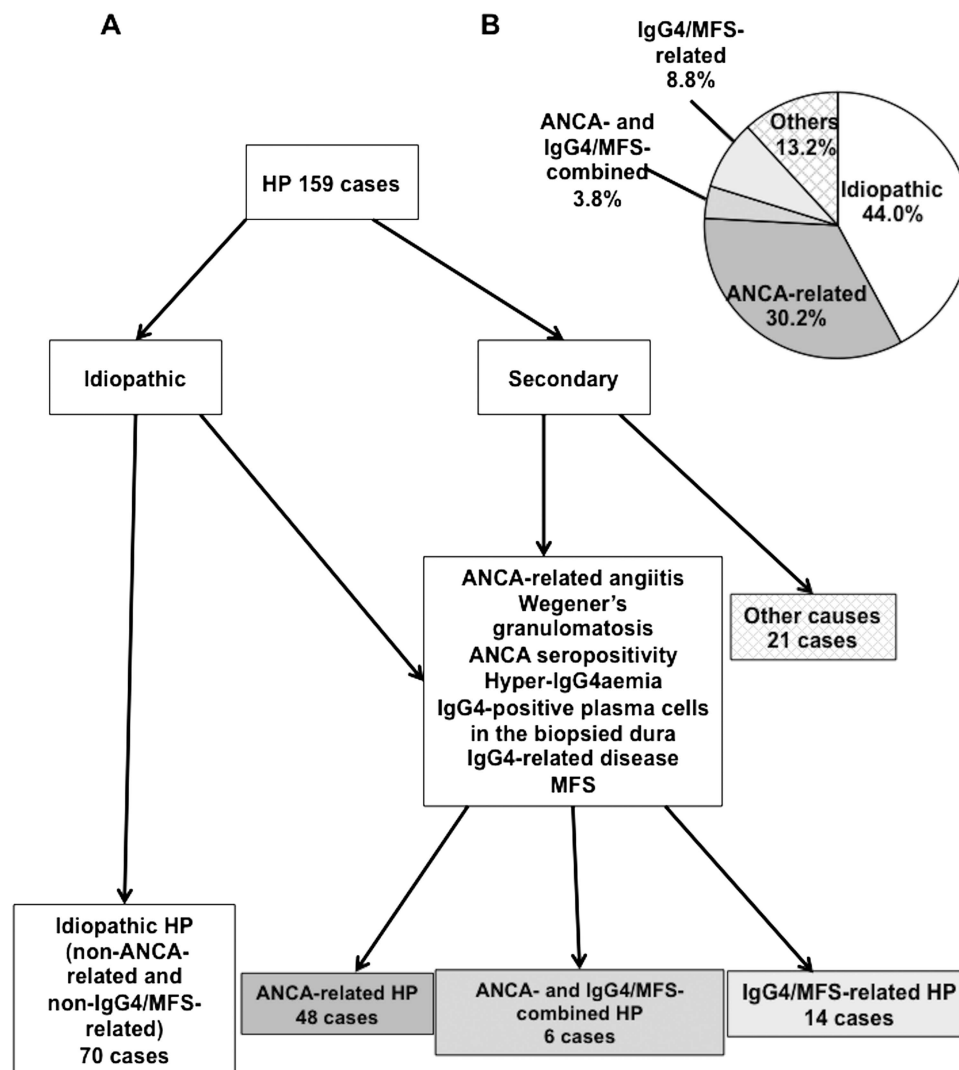 A
HP 159 cases
Idiopathic
Secondary
ANCA-related angiitis
Wegener's
granulomatosis
ANCA seropositivity
Hyper-IgG4aemia
IgG4-positive plasma cells
in the biopsied dura
IgG4-related disease
MFS
Other causes
21 cases
Idiopathic HP
(non-ANCA-
related and
non-IgG4/MFS-
related)
70 cases
ANCA-related HP
48 cases
ANCA- and IgG4/MFS-
combined HP
6 cases
IgG4/MFS-related HP
14 cases
B
IgG4/MFS-
related
8.8%
ANCA- and
IgG4/MFS-
combined
3.8%
Others
13.2%
Idiopathic
44.0%
ANCA-related
30.2%